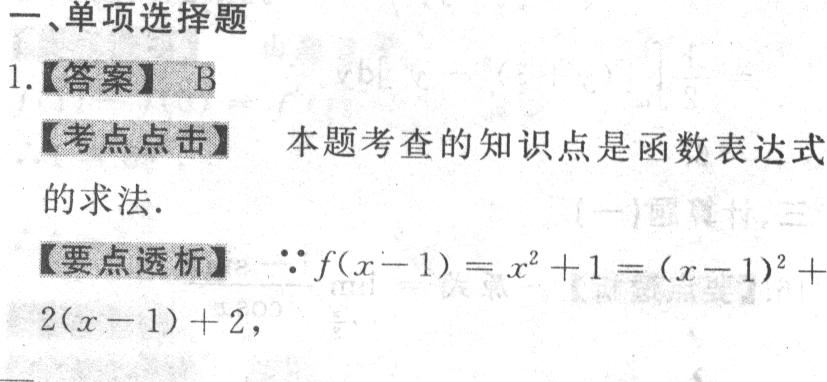 一、单项选择题
1.【答案】 B
【考点点击】 本题考查的知识点是函数表达式
的求法.
【要点透析】 ∵f(x－1)＝x²＋1＝(x－1)²＋
2(x－1)＋2,